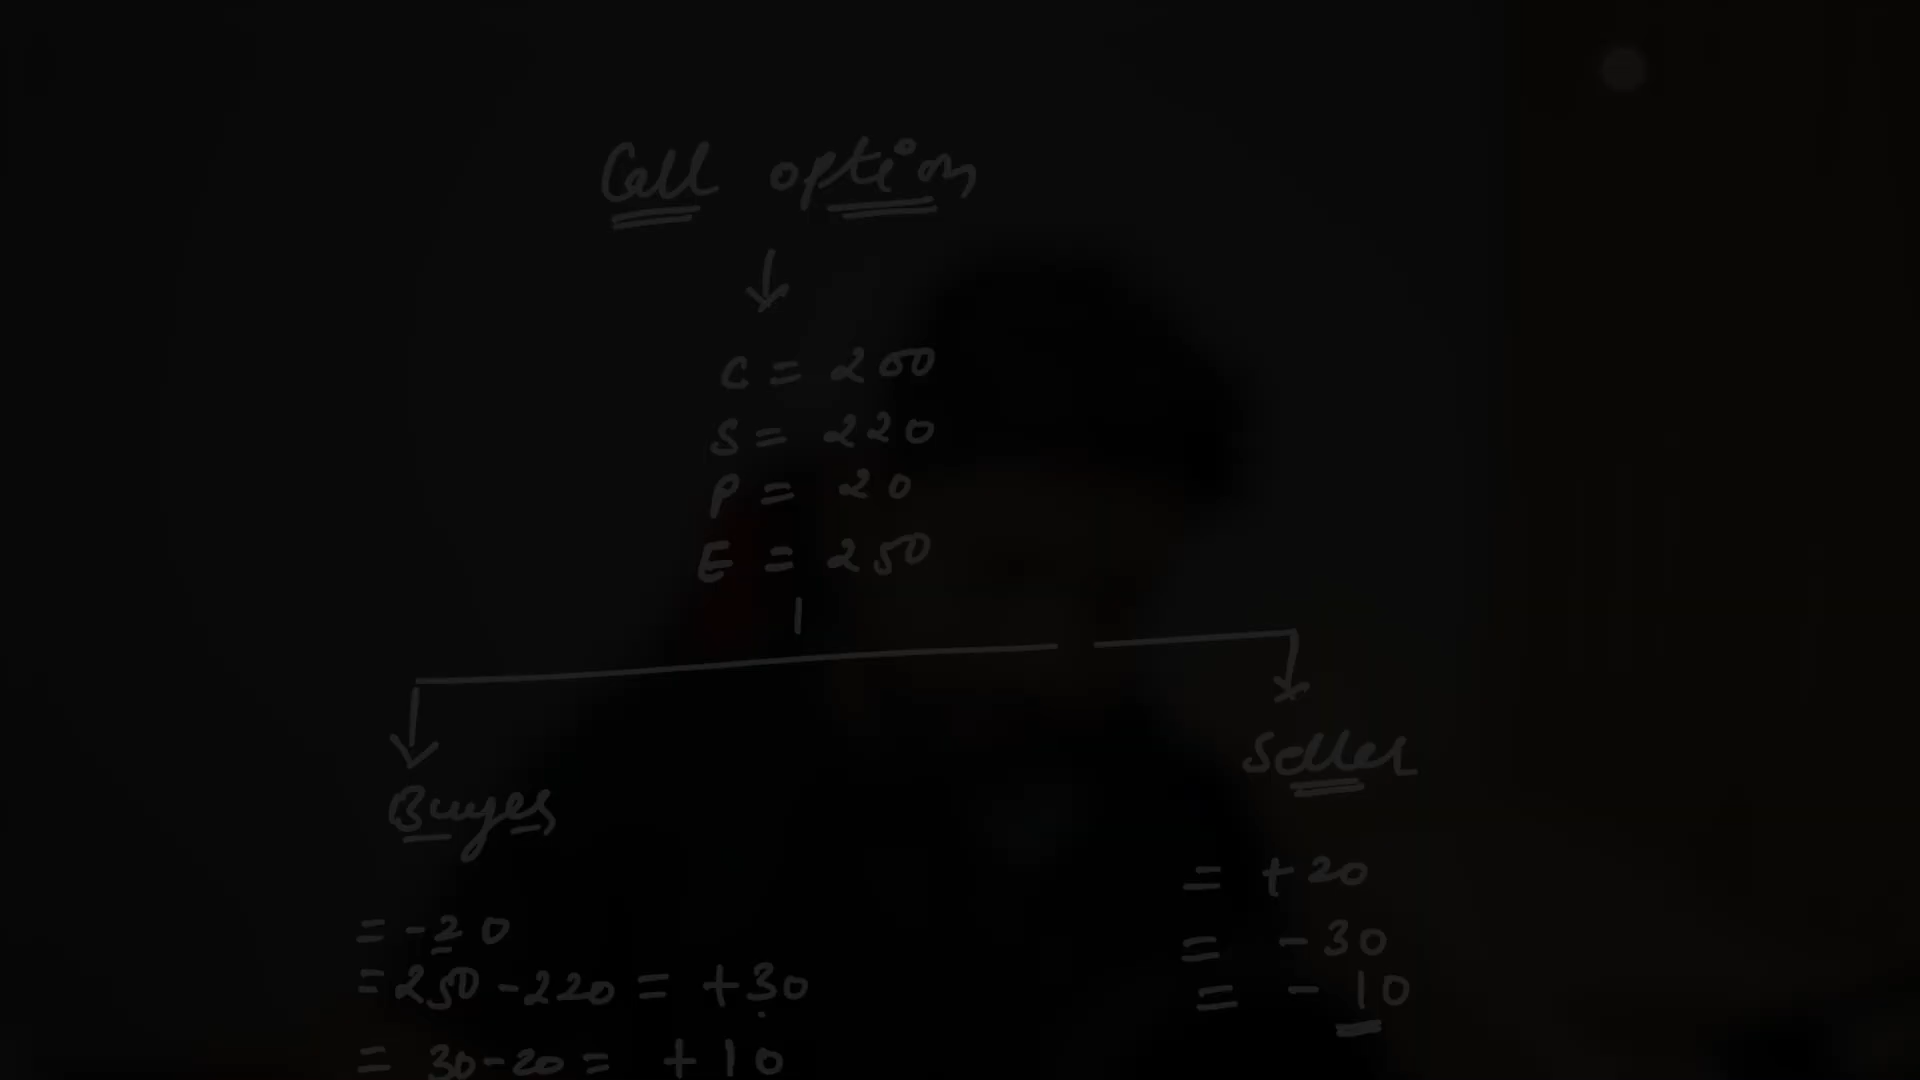 Call option
C = 200
S = 220
P = 20
E = 250
Buyer
Seller
= -20
= 250 - 220 = +30
= 30 - 20 = +10
= +20
= - 30
= - 10